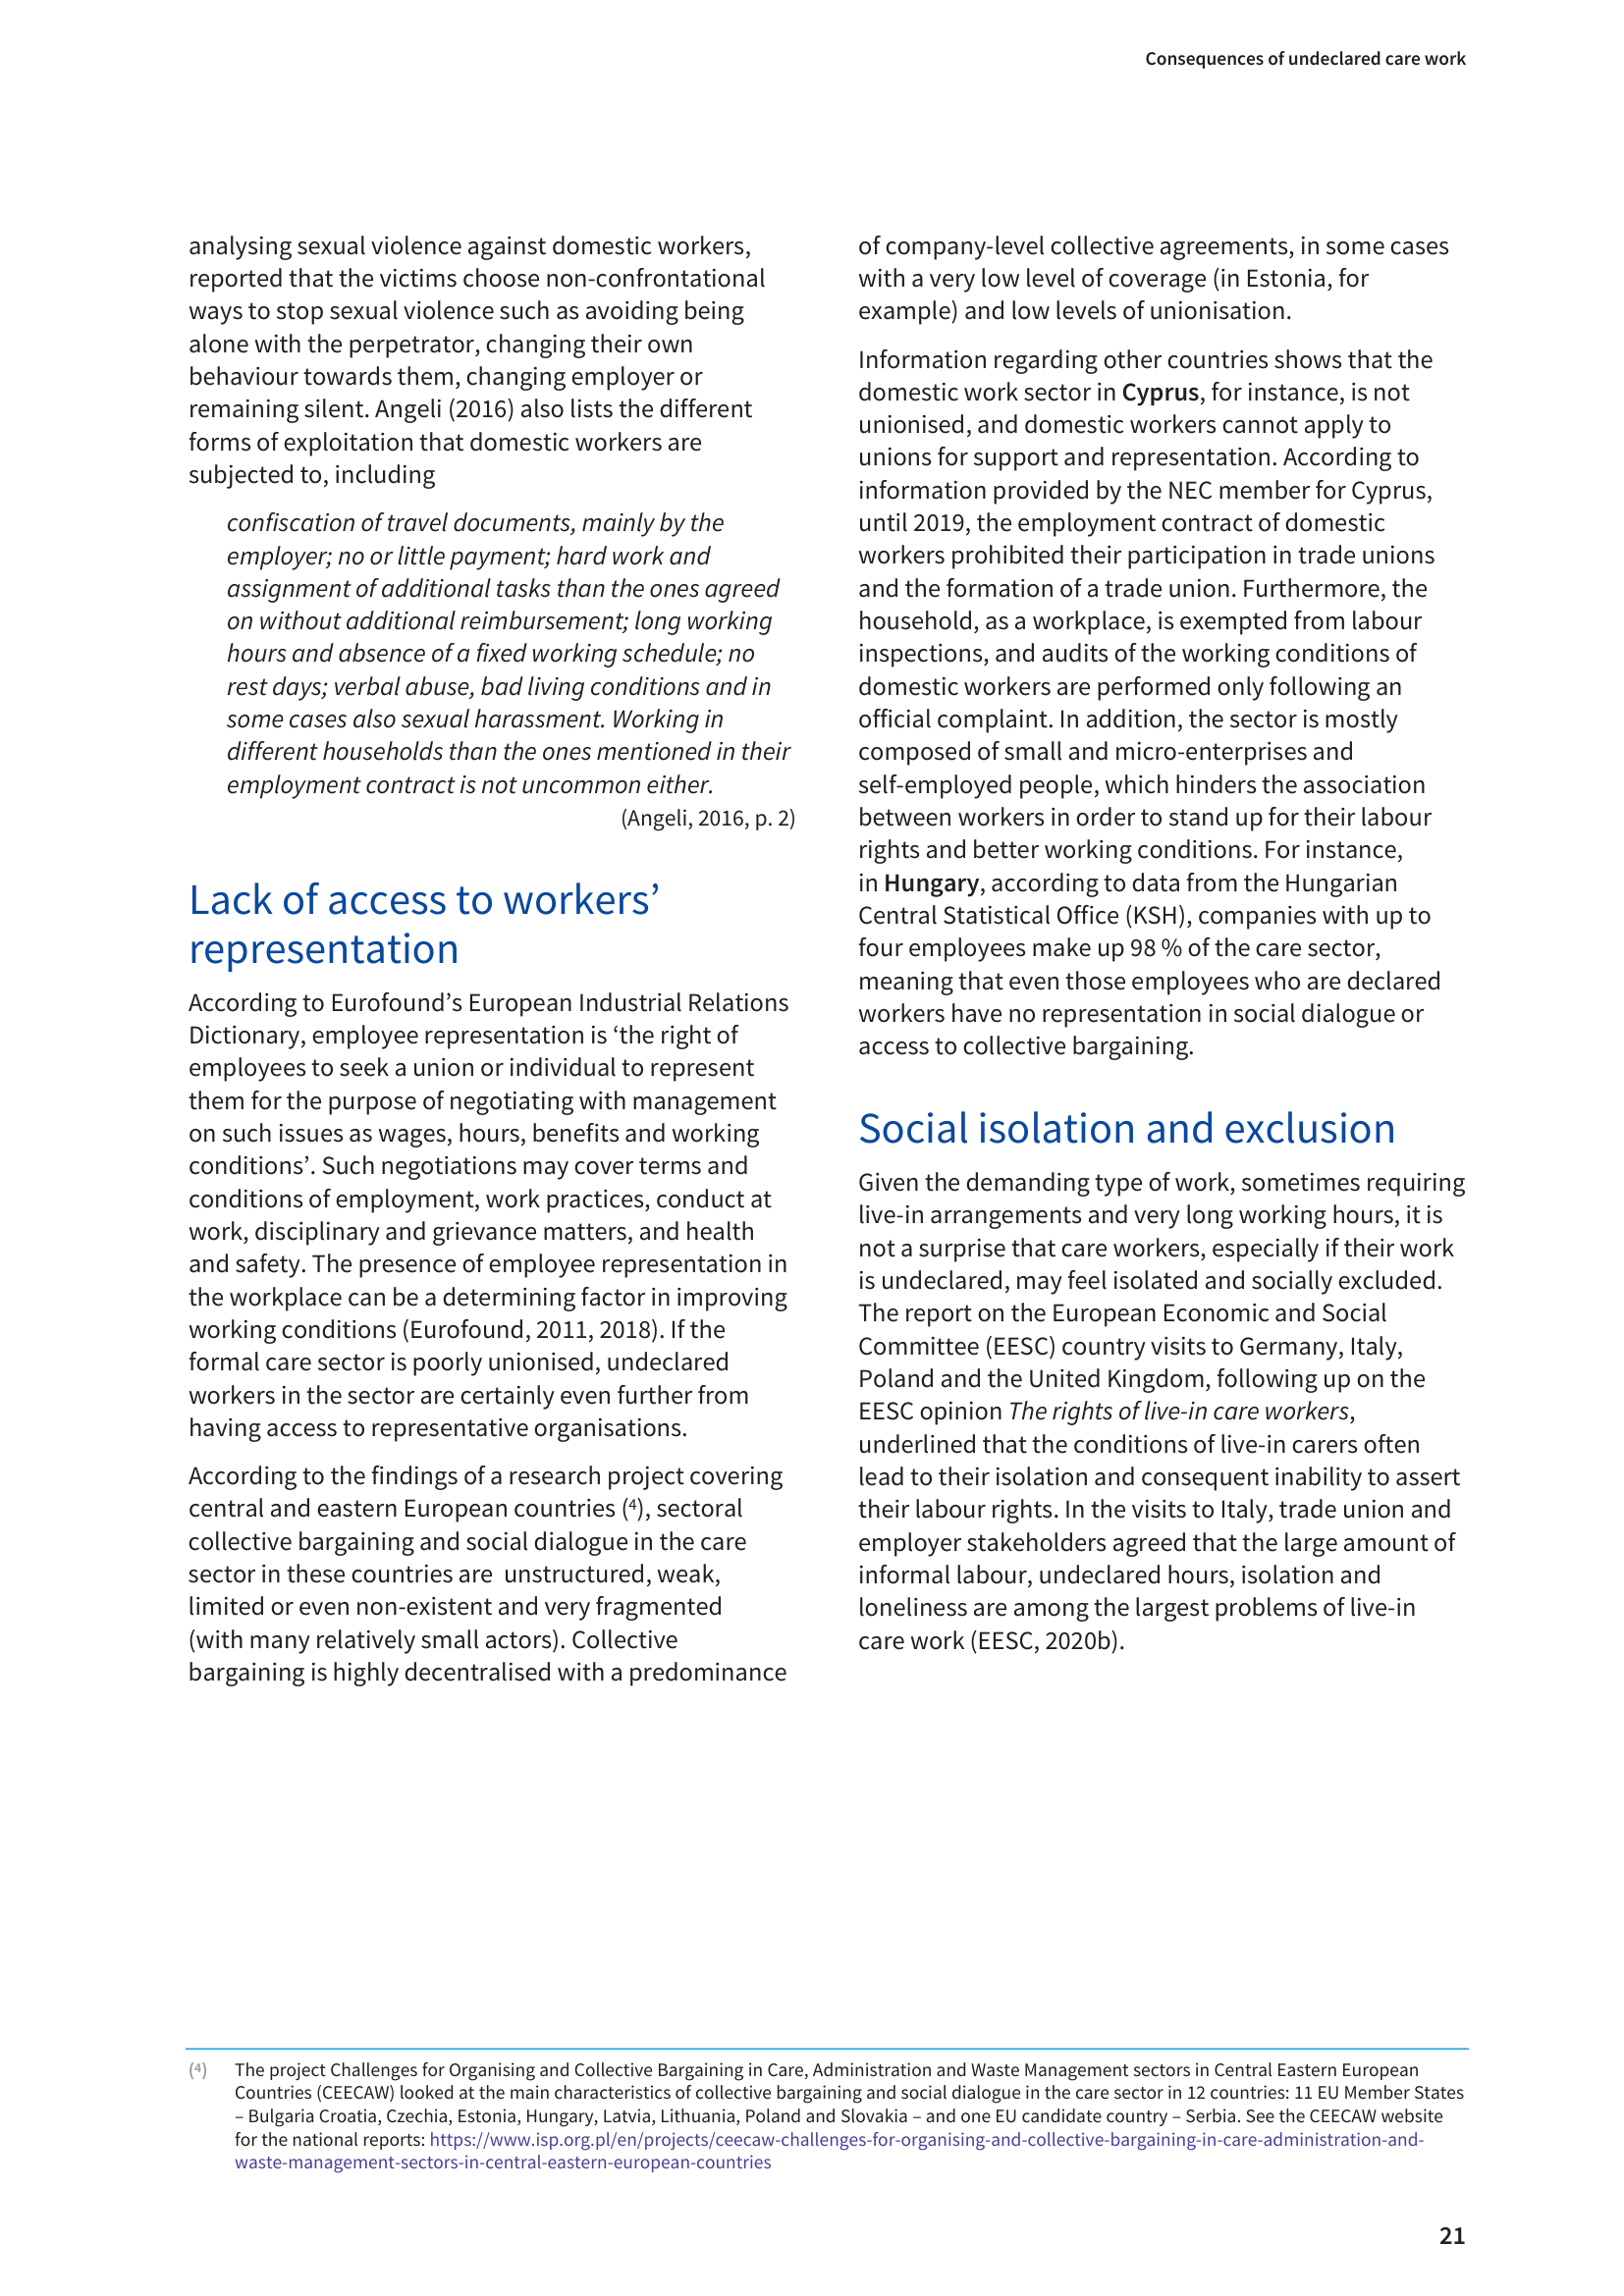 Consequences of undeclared care work
analysing sexual violence against domestic workers,
reported that the victims choose non-confrontational
ways to stop sexual violence such as avoiding being
alone with the perpetrator, changing their own
behaviour towards them, changing employer or
remaining silent. Angeli (2016) also lists the different
forms of exploitation that domestic workers are
subjected to, including
confiscation of travel documents, mainly by the
employer; no or little payment; hard work and
assignment of additional tasks than the ones agreed
on without additional reimbursement; long working
hours and absence of a fixed working schedule; no
rest days; verbal abuse, bad living conditions and in
some cases also sexual harassment. Working in
different households than the ones mentioned in their
employment contract is not uncommon either.
(Angeli, 2016, p. 2)
Lack of access to workers’
representation
According to Eurofound’s European Industrial Relations
Dictionary, employee representation is ‘the right of
employees to seek a union or individual to represent
them for the purpose of negotiating with management
on such issues as wages, hours, benefits and working
conditions’. Such negotiations may cover terms and
conditions of employment, work practices, conduct at
work, disciplinary and grievance matters, and health
and safety. The presence of employee representation in
the workplace can be a determining factor in improving
working conditions (Eurofound, 2011, 2018). If the
formal care sector is poorly unionised, undeclared
workers in the sector are certainly even further from
having access to representative organisations.
According to the findings of a research project covering
central and eastern European countries (⁴), sectoral
collective bargaining and social dialogue in the care
sector in these countries are unstructured, weak,
limited or even non-existent and very fragmented
(with many relatively small actors). Collective
bargaining is highly decentralised with a predominance
of company-level collective agreements, in some cases
with a very low level of coverage (in Estonia, for
example) and low levels of unionisation.
Information regarding other countries shows that the
domestic work sector in Cyprus, for instance, is not
unionised, and domestic workers cannot apply to
unions for support and representation. According to
information provided by the NEC member for Cyprus,
until 2019, the employment contract of domestic
workers prohibited their participation in trade unions
and the formation of a trade union. Furthermore, the
household, as a workplace, is exempted from labour
inspections, and audits of the working conditions of
domestic workers are performed only following an
official complaint. In addition, the sector is mostly
composed of small and micro-enterprises and
self-employed people, which hinders the association
between workers in order to stand up for their labour
rights and better working conditions. For instance,
in Hungary, according to data from the Hungarian
Central Statistical Office (KSH), companies with up to
four employees make up 98 % of the care sector,
meaning that even those employees who are declared
workers have no representation in social dialogue or
access to collective bargaining.
Social isolation and exclusion
Given the demanding type of work, sometimes requiring
live-in arrangements and very long working hours, it is
not a surprise that care workers, especially if their work
is undeclared, may feel isolated and socially excluded.
The report on the European Economic and Social
Committee (EESC) country visits to Germany, Italy,
Poland and the United Kingdom, following up on the
EESC opinion The rights of live-in care workers,
underlined that the conditions of live-in carers often
lead to their isolation and consequent inability to assert
their labour rights. In the visits to Italy, trade union and
employer stakeholders agreed that the large amount of
informal labour, undeclared hours, isolation and
loneliness are among the largest problems of live-in
care work (EESC, 2020b).
(⁴) The project Challenges for Organising and Collective Bargaining in Care, Administration and Waste Management sectors in Central Eastern European
Countries (CEECAW) looked at the main characteristics of collective bargaining and social dialogue in the care sector in 12 countries: 11 EU Member States
– Bulgaria Croatia, Czechia, Estonia, Hungary, Latvia, Lithuania, Poland and Slovakia – and one EU candidate country – Serbia. See the CEECAW website
for the national reports: https://www.isp.org.pl/en/projects/ceecaw-challenges-for-organising-and-collective-bargaining-in-care-administration-and-
waste-management-sectors-in-central-eastern-european-countries
21